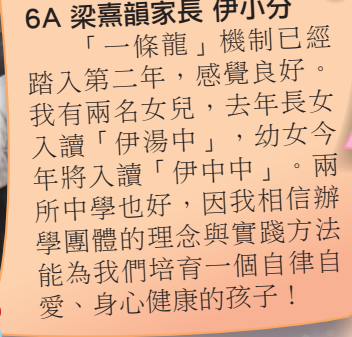 6A 梁熹韻家長 伊小分
「一條龍」機制已經
踏入第二年,感覺良好。
我有兩名女兒,去年長女
入讀「伊湯中」,幼女今
年將入讀「伊中中」。兩
所中學也好,因我相信辦
學團體的理念與實踐方法
能為我們培育一個自律自
愛、身心健康的孩子!